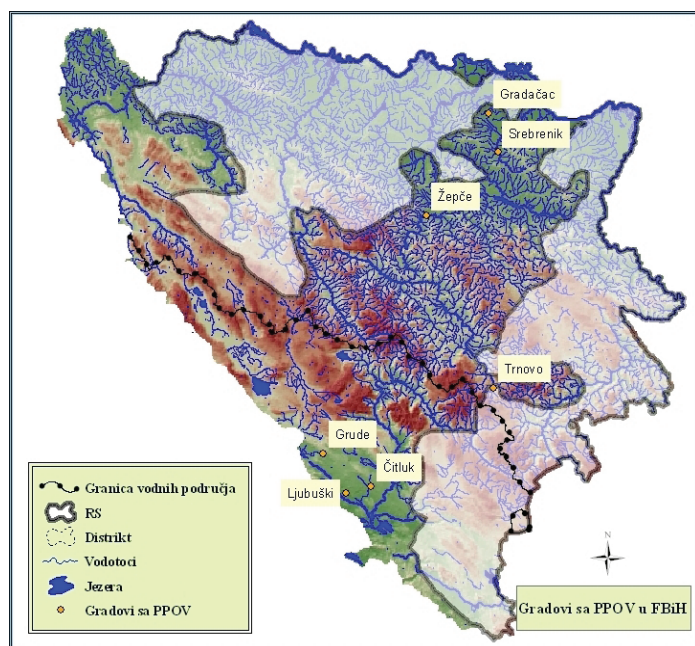 Gradačac
Srebrenik
Žepče
Trnovo
Grude
Čitluk
Ljubuški
Granica vodnih područja
RS
Distrikt
Vodotoci
Jezera
Gradovi sa PPOV
N
Gradovi sa PPOV u FBiH